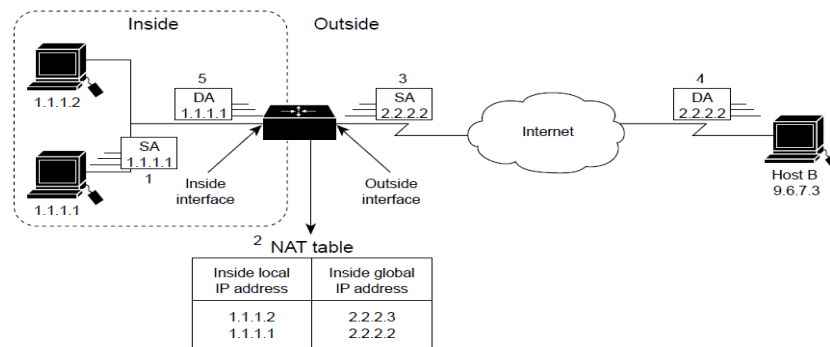 Inside
Outside
5
DA
1.1.1.1
3
SA
2.2.2.2
4
DA
2.2.2.2
1.1.1.2
SA
1.1.1.1
1
1.1.1.1
Inside
interface
Outside
interface
Internet
Host B
9.6.7.3
2 NAT table
Inside local
IP address
Inside global
IP address
1.1.1.2 2.2.2.3
1.1.1.1 2.2.2.2